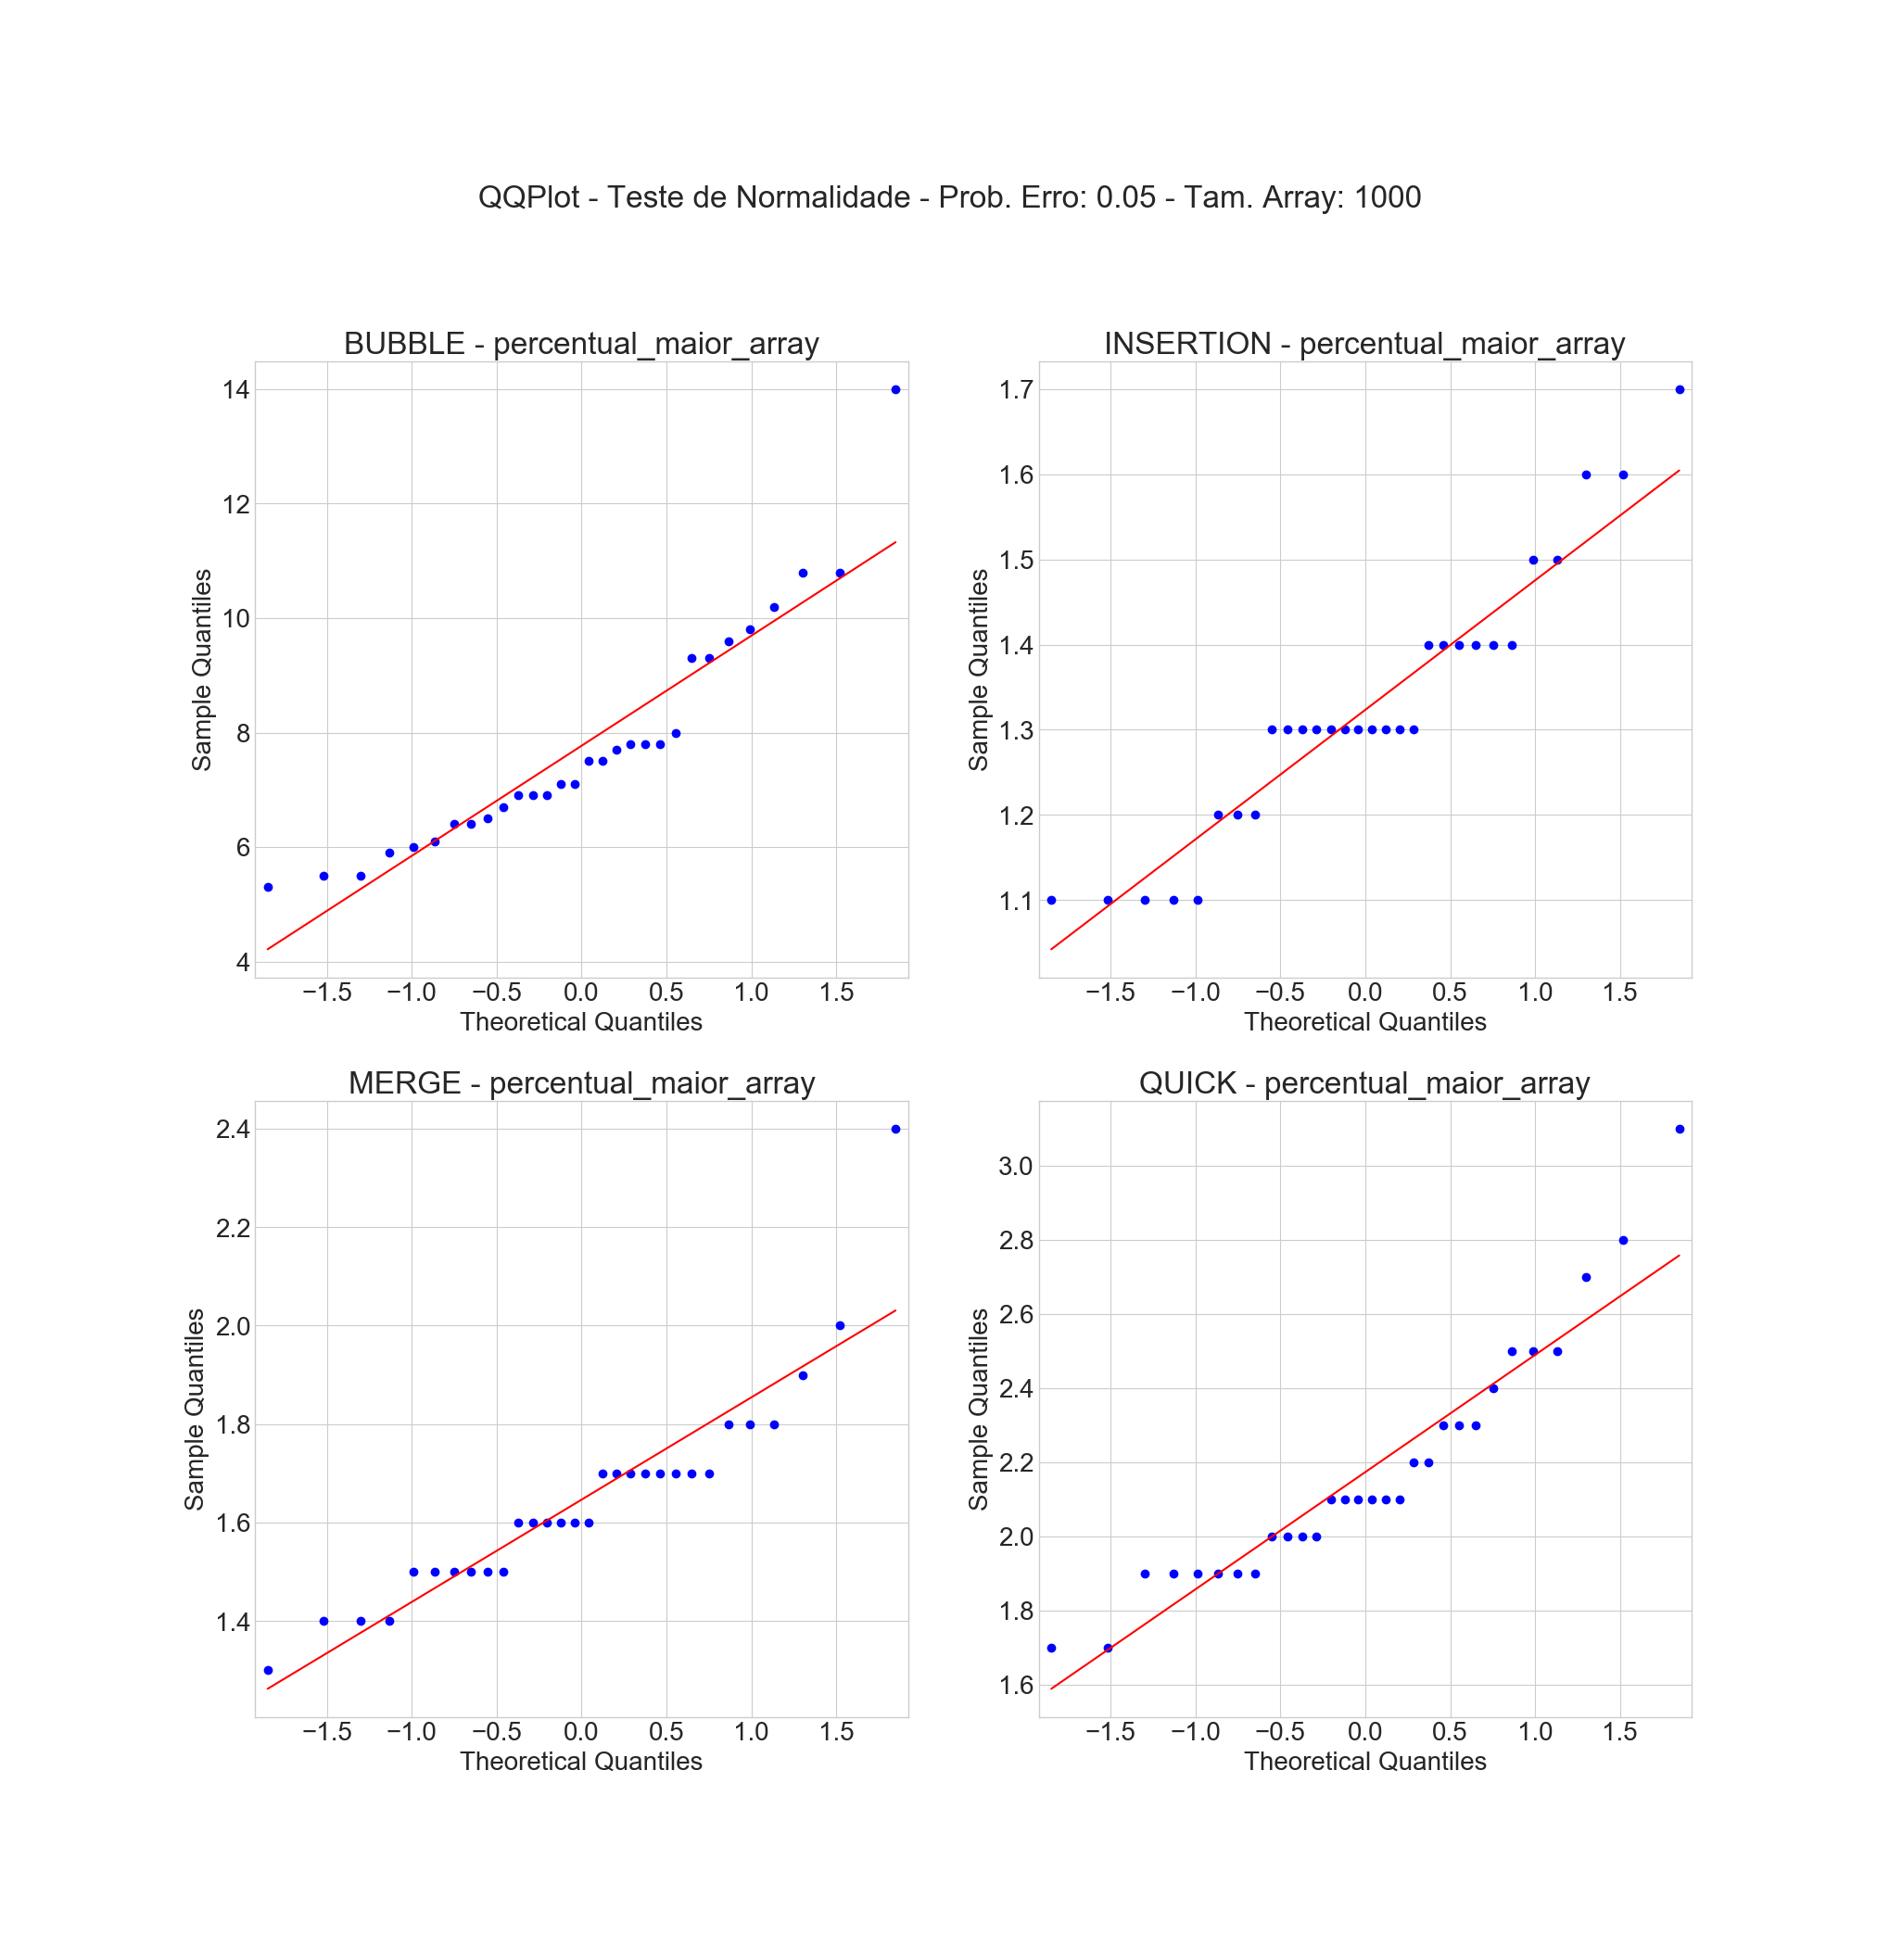 QQPlot - Teste de Normalidade - Prob. Erro: 0.05 - Tam. Array: 1000
BUBBLE - percentual_maior_array
14
12
10
8
6
4
Sample Quantiles
−1.5 −1.0 −0.5 0.0 0.5 1.0 1.5
Theoretical Quantiles
INSERTION - percentual_maior_array
1.7
1.6
1.5
1.4
1.3
1.2
1.1
Sample Quantiles
−1.5 −1.0 −0.5 0.0 0.5 1.0 1.5
Theoretical Quantiles
MERGE - percentual_maior_array
2.4
2.2
2.0
1.8
1.6
1.4
Sample Quantiles
−1.5 −1.0 −0.5 0.0 0.5 1.0 1.5
Theoretical Quantiles
QUICK - percentual_maior_array
3.0
2.8
2.6
2.4
2.2
2.0
1.8
1.6
Sample Quantiles
−1.5 −1.0 −0.5 0.0 0.5 1.0 1.5
Theoretical Quantiles